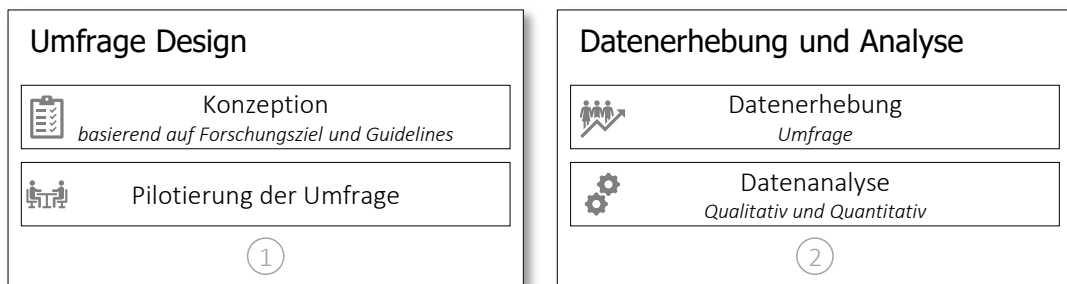 Umfrage Design
Konzeption
basierend auf Forschungsziel und Guidelines
Pilotierung der Umfrage
1
Datenerhebung und Analyse
Datenerhebung
Umfrage
Datenanalyse
Qualitativ und Quantitativ
2